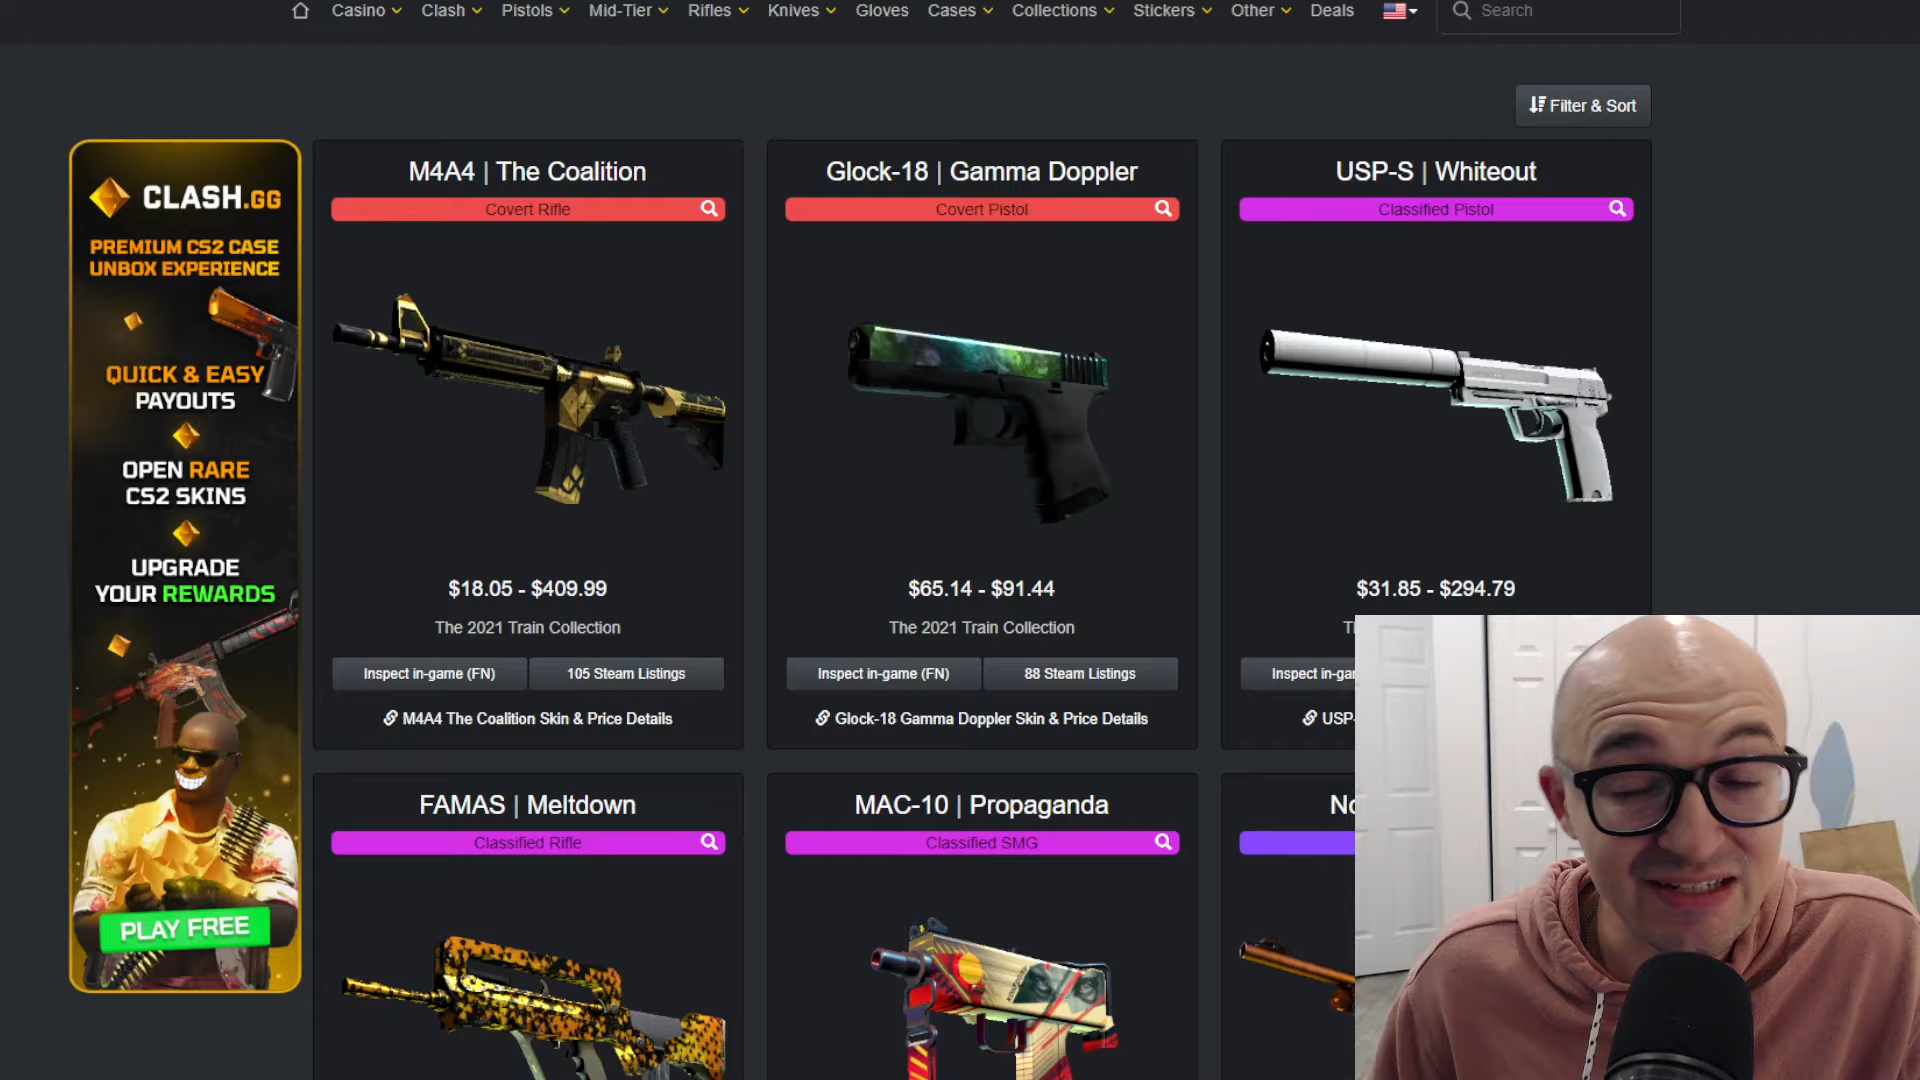 Casino Clash Pistols Mid-Tier Rifles Knives Gloves Cases Collections Stickers Other Deals Search
Filter & Sort
CLASH.GG
PREMIUM CS2 CASE
UNBOX EXPERIENCE
QUICK & EASY
PAYOUTS
OPEN RARE
CS2 SKINS
UPGRADE
YOUR REWARDS
PLAY FREE
M4A4 | The Coalition
Covert Rifle
$18.05 - $409.99
The 2021 Train Collection
Inspect in-game (FN) 105 Steam Listings
M4A4 The Coalition Skin & Price Details
Glock-18 | Gamma Doppler
Covert Pistol
$65.14 - $91.44
The 2021 Train Collection
Inspect in-game (FN) 88 Steam Listings
Glock-18 Gamma Doppler Skin & Price Details
USP-S | Whiteout
Classified Pistol
$31.85 - $294.79
Inspect in-ga
USP-
FAMAS | Meltdown
Classified Rifle
MAC-10 | Propaganda
Classified SMG
No